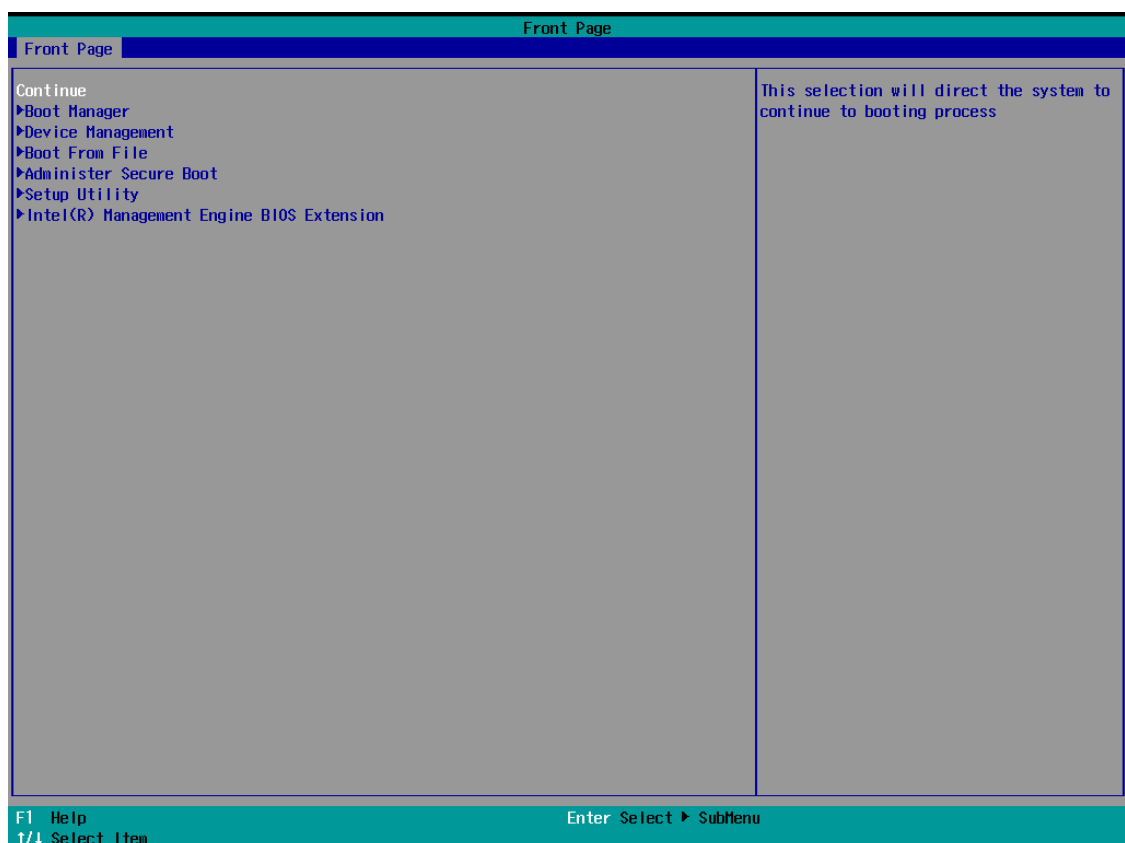 Front Page
Front Page
Continue
▶Boot Manager
▶Device Management
▶Boot From File
▶Administer Secure Boot
▶Setup Utility
▶Intel(R) Management Engine BIOS Extension
This selection will direct the system to
continue to booting process
F1 Help
Enter Select ▶ SubMenu
↑/↓ Select Item